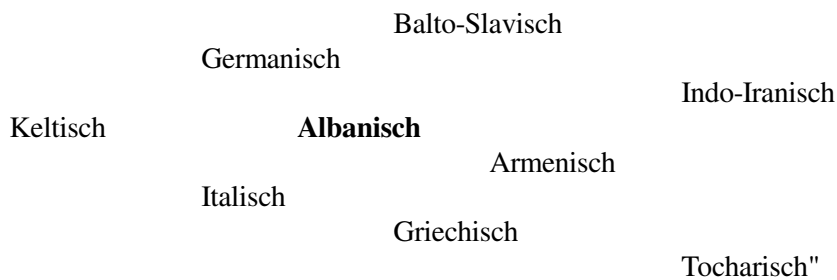 Balto-Slavisch
Germanisch
Indo-Iranisch
Keltisch Albanisch
Armenisch
Italisch
Griechisch
Tocharisch"